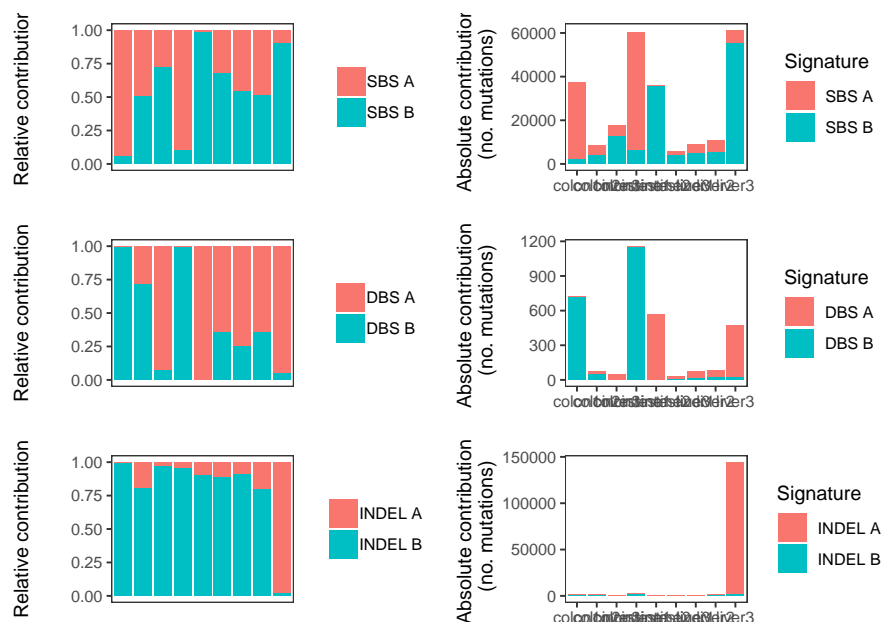 Relative contribution
1.00
0.75
0.50
0.25
0.00
SBS A
SBS B
Absolute contribution
(no. mutations)
60000
40000
20000
0
liver3
Signature
SBS A
SBS B
Relative contribution
1.00
0.75
0.50
0.25
0.00
DBS A
DBS B
Absolute contribution
(no. mutations)
1200
900
600
300
0
liver3
Signature
DBS A
DBS B
Relative contribution
1.00
0.75
0.50
0.25
0.00
INDEL A
INDEL B
Absolute contribution
(no. mutations)
150000
100000
50000
0
liver3
Signature
INDEL A
INDEL B